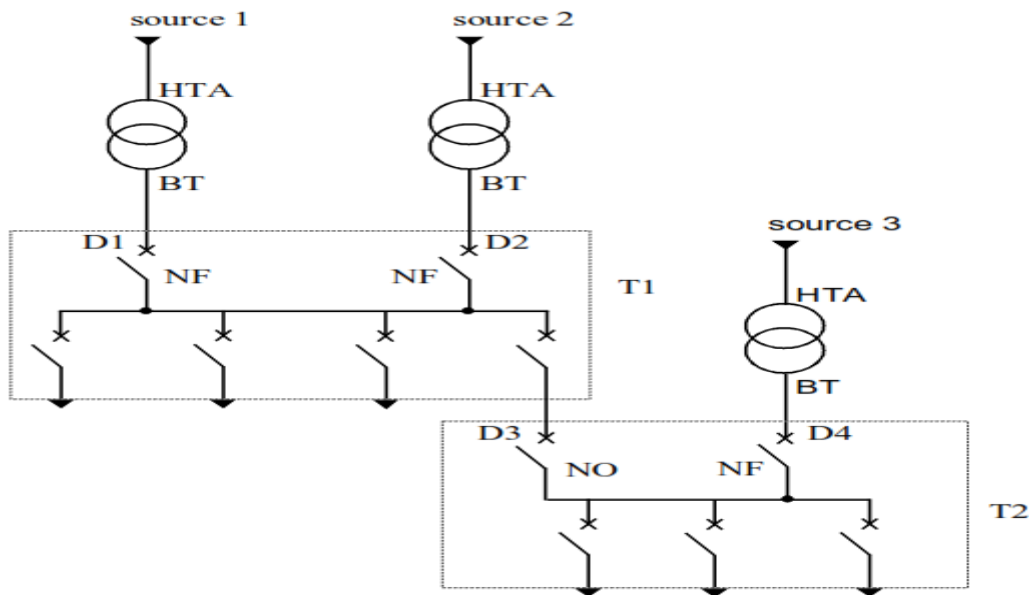 source 1
source 2
HTA
HTA
BT
BT
source 3
D1
D2
NF
NF
T1
HTA
BT
D3
D4
NO
NF
T2